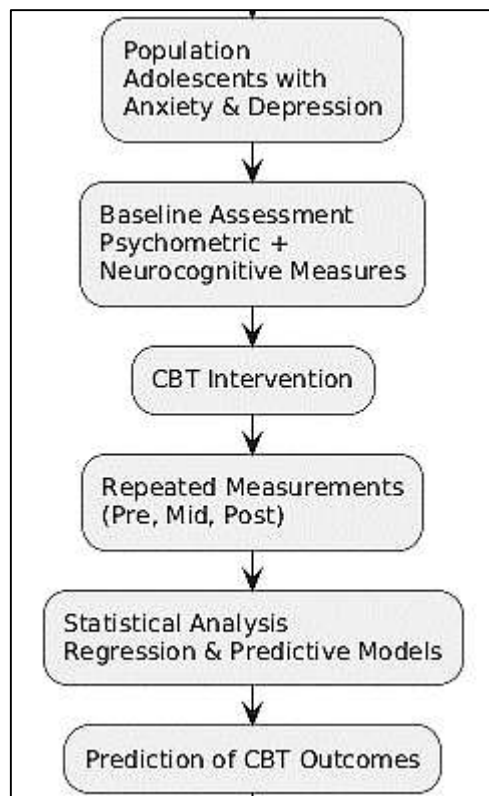 Population
Adolescents with
Anxiety & Depression
Baseline Assessment
Psychometric +
Neurocognitive Measures
CBT Intervention
Repeated Measurements
(Pre, Mid, Post)
Statistical Analysis
Regression & Predictive Models
Prediction of CBT Outcomes